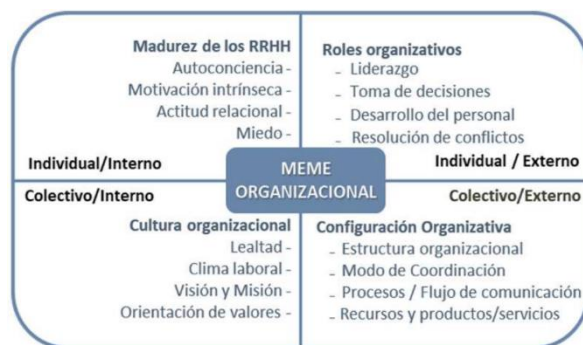 Madurez de los RRHH
Autoconciencia -
Motivación intrínseca -
Actitud relacional -
Miedo -
Individual/Interno
Roles organizativos
- Liderazgo
- Toma de decisiones
- Desarrollo del personal
- Resolución de conflictos
Individual / Externo
MEME
ORGANIZACIONAL
Colectivo/Interno
Cultura organizacional
Lealtad -
Clima laboral -
Visión y Misión -
Orientación de valores -
Colectivo/Externo
Configuración Organizativa
- Estructura organizacional
- Modo de Coordinación
- Procesos / Flujo de comunicación
- Recursos y productos/servicios